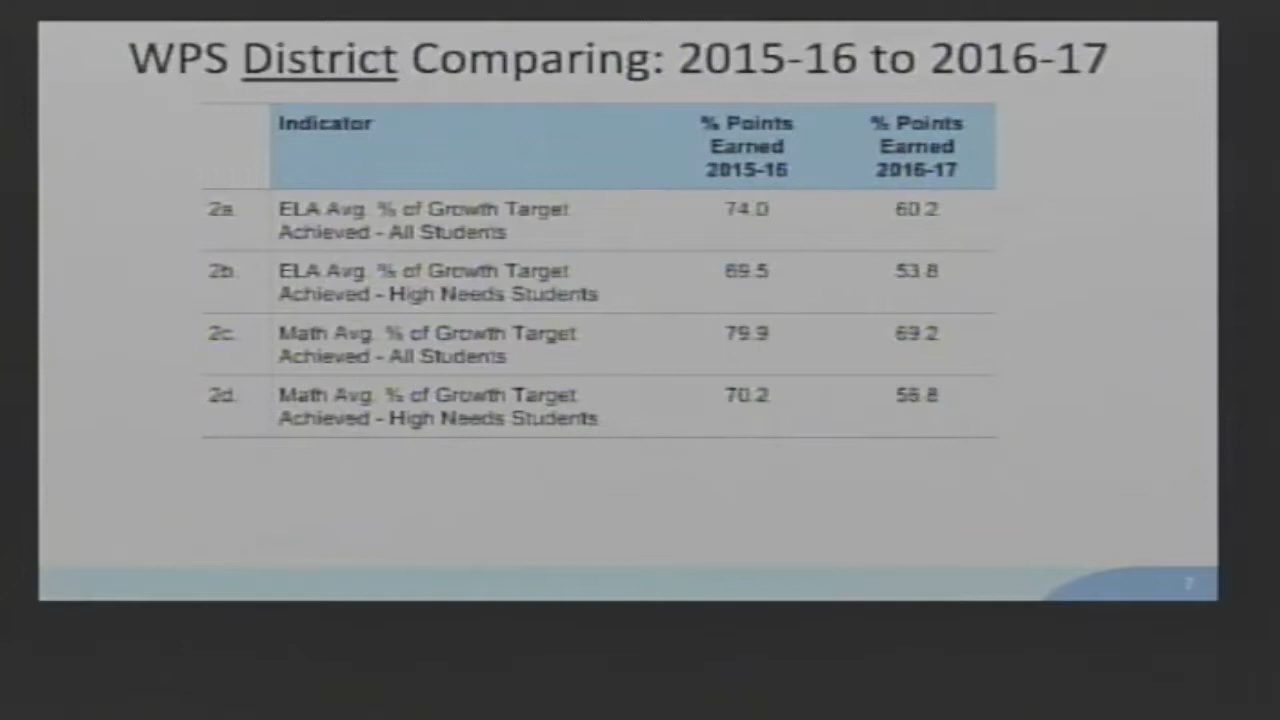 WPS District Comparing: 2015-16 to 2016-17
Indicator
% Points Earned 2015-16
% Points Earned 2016-17
2a. ELA Avg. % of Growth Target Achieved - All Students 74.0 60.2
2b. ELA Avg. % of Growth Target Achieved - High Needs Students 69.5 53.8
2c. Math Avg. % of Growth Target Achieved - All Students 79.9 69.2
2d. Math Avg. % of Growth Target Achieved - High Needs Students 70.2